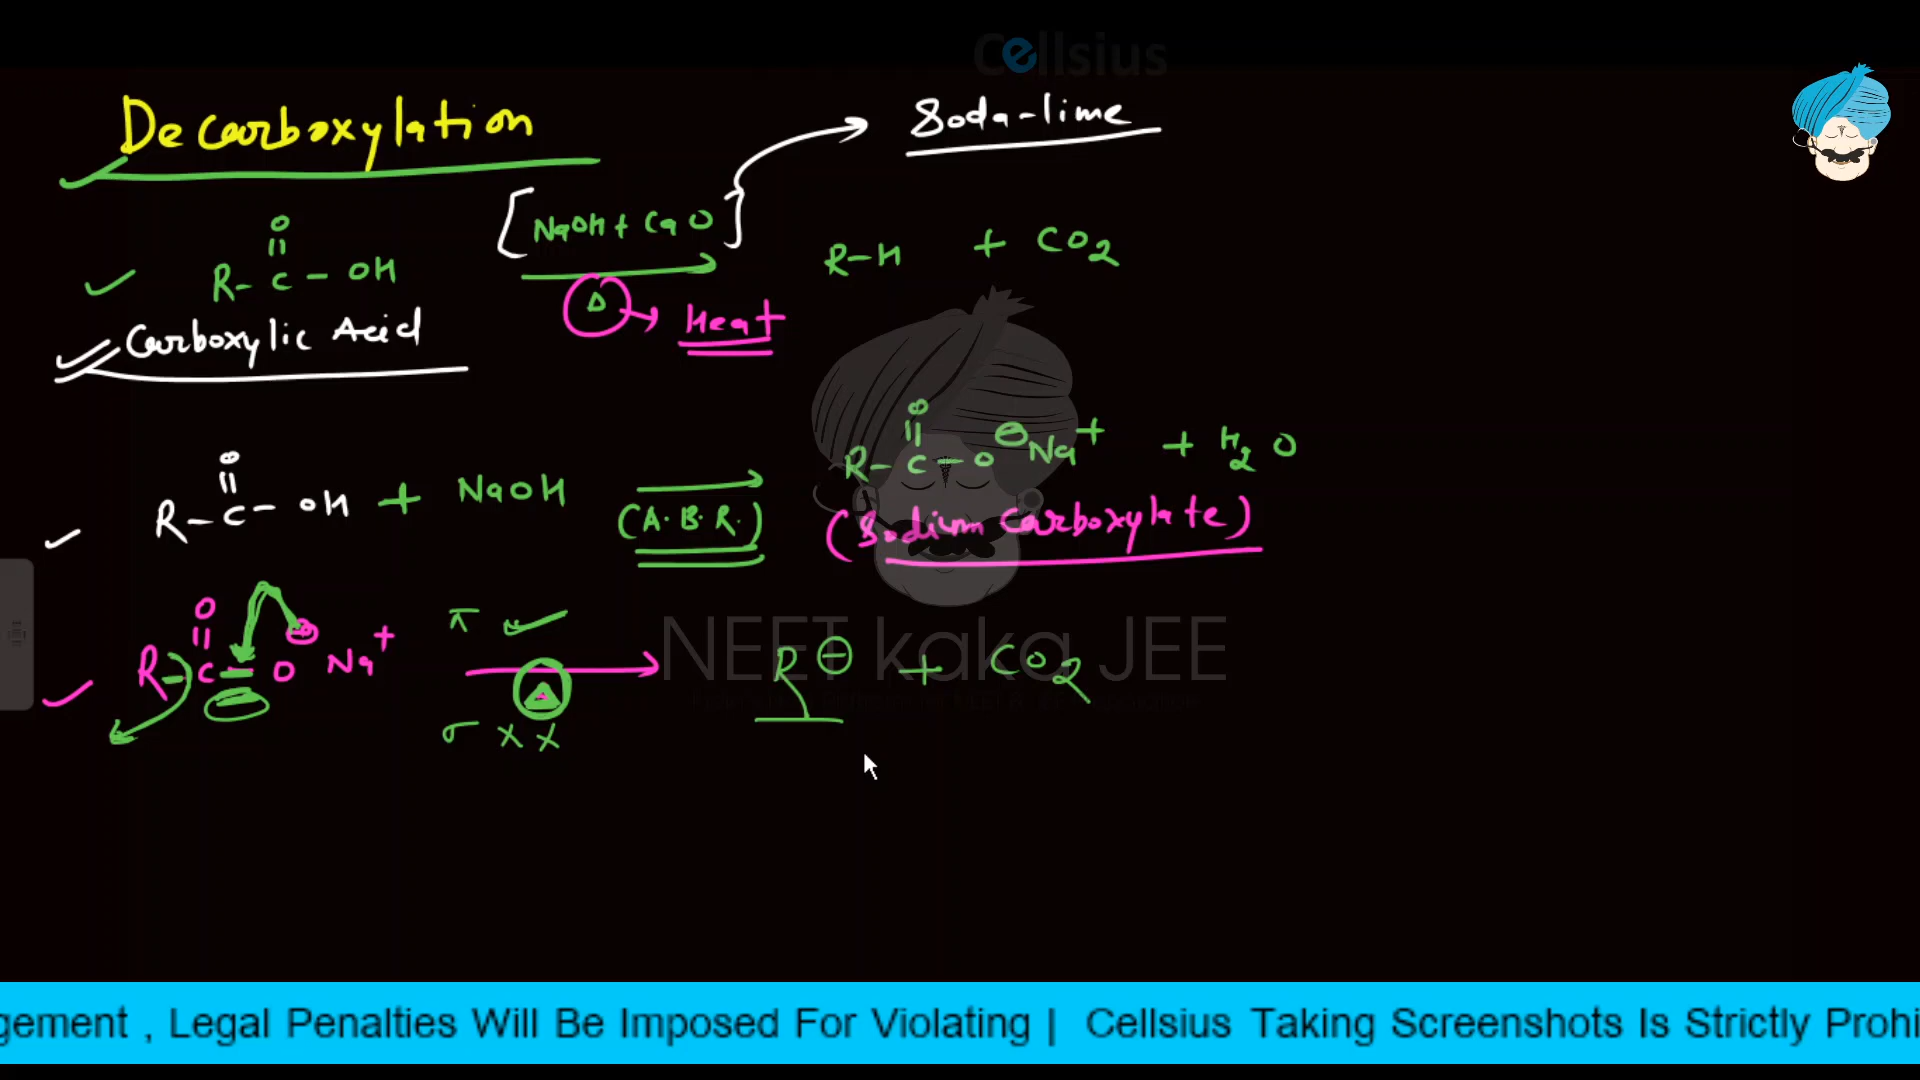 Cellsius
Decarboxylation
Soda-lime
[NaOH + CaO]
O
||
R-C-OH
R-H + CO2
Δ → Heat
Carboxylic Acid
O
||
R-C-OH + NaOH
(A.B.R.)
O
||
R-C-O⊖Na+ + H2O
(Sodium carboxylate)
O
||
R-C=O⊖ Na+
π ✓
Δ
σ x x
R⊖ + CO2
NEET kaka JEE
gement , Legal Penalties Will Be Imposed For Violating | Cellsius Taking Screenshots Is Strictly Prohi